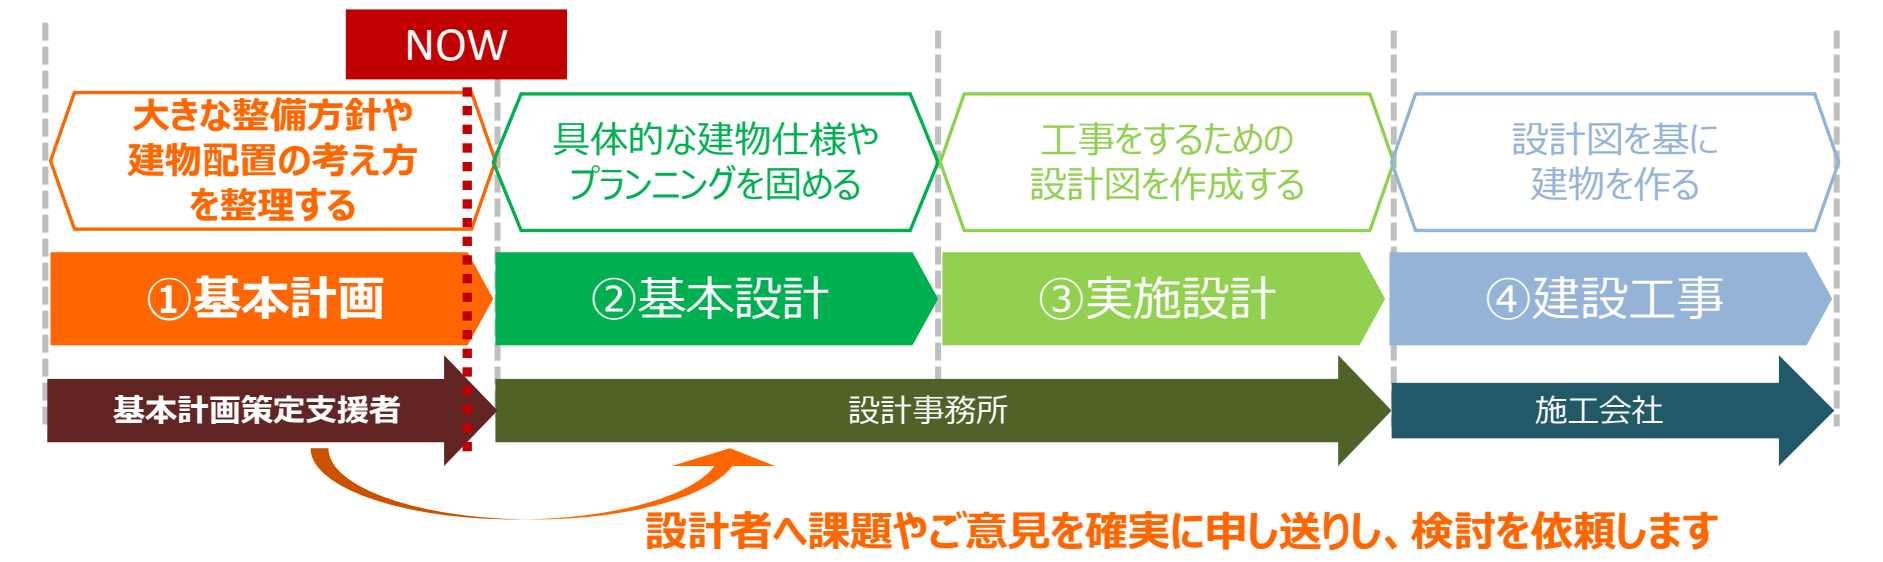 NOW
大きな整備方針や
建物配置の考え方
を整理する
具体的な建物仕様や
プランニングを固める
工事をするための
設計図を作成する
設計図を基に
建物を作る
①基本計画
②基本設計
③実施設計
④建設工事
基本計画策定支援者
設計事務所
施工会社
設計者へ課題やご意見を確実に申し送りし、検討を依頼します